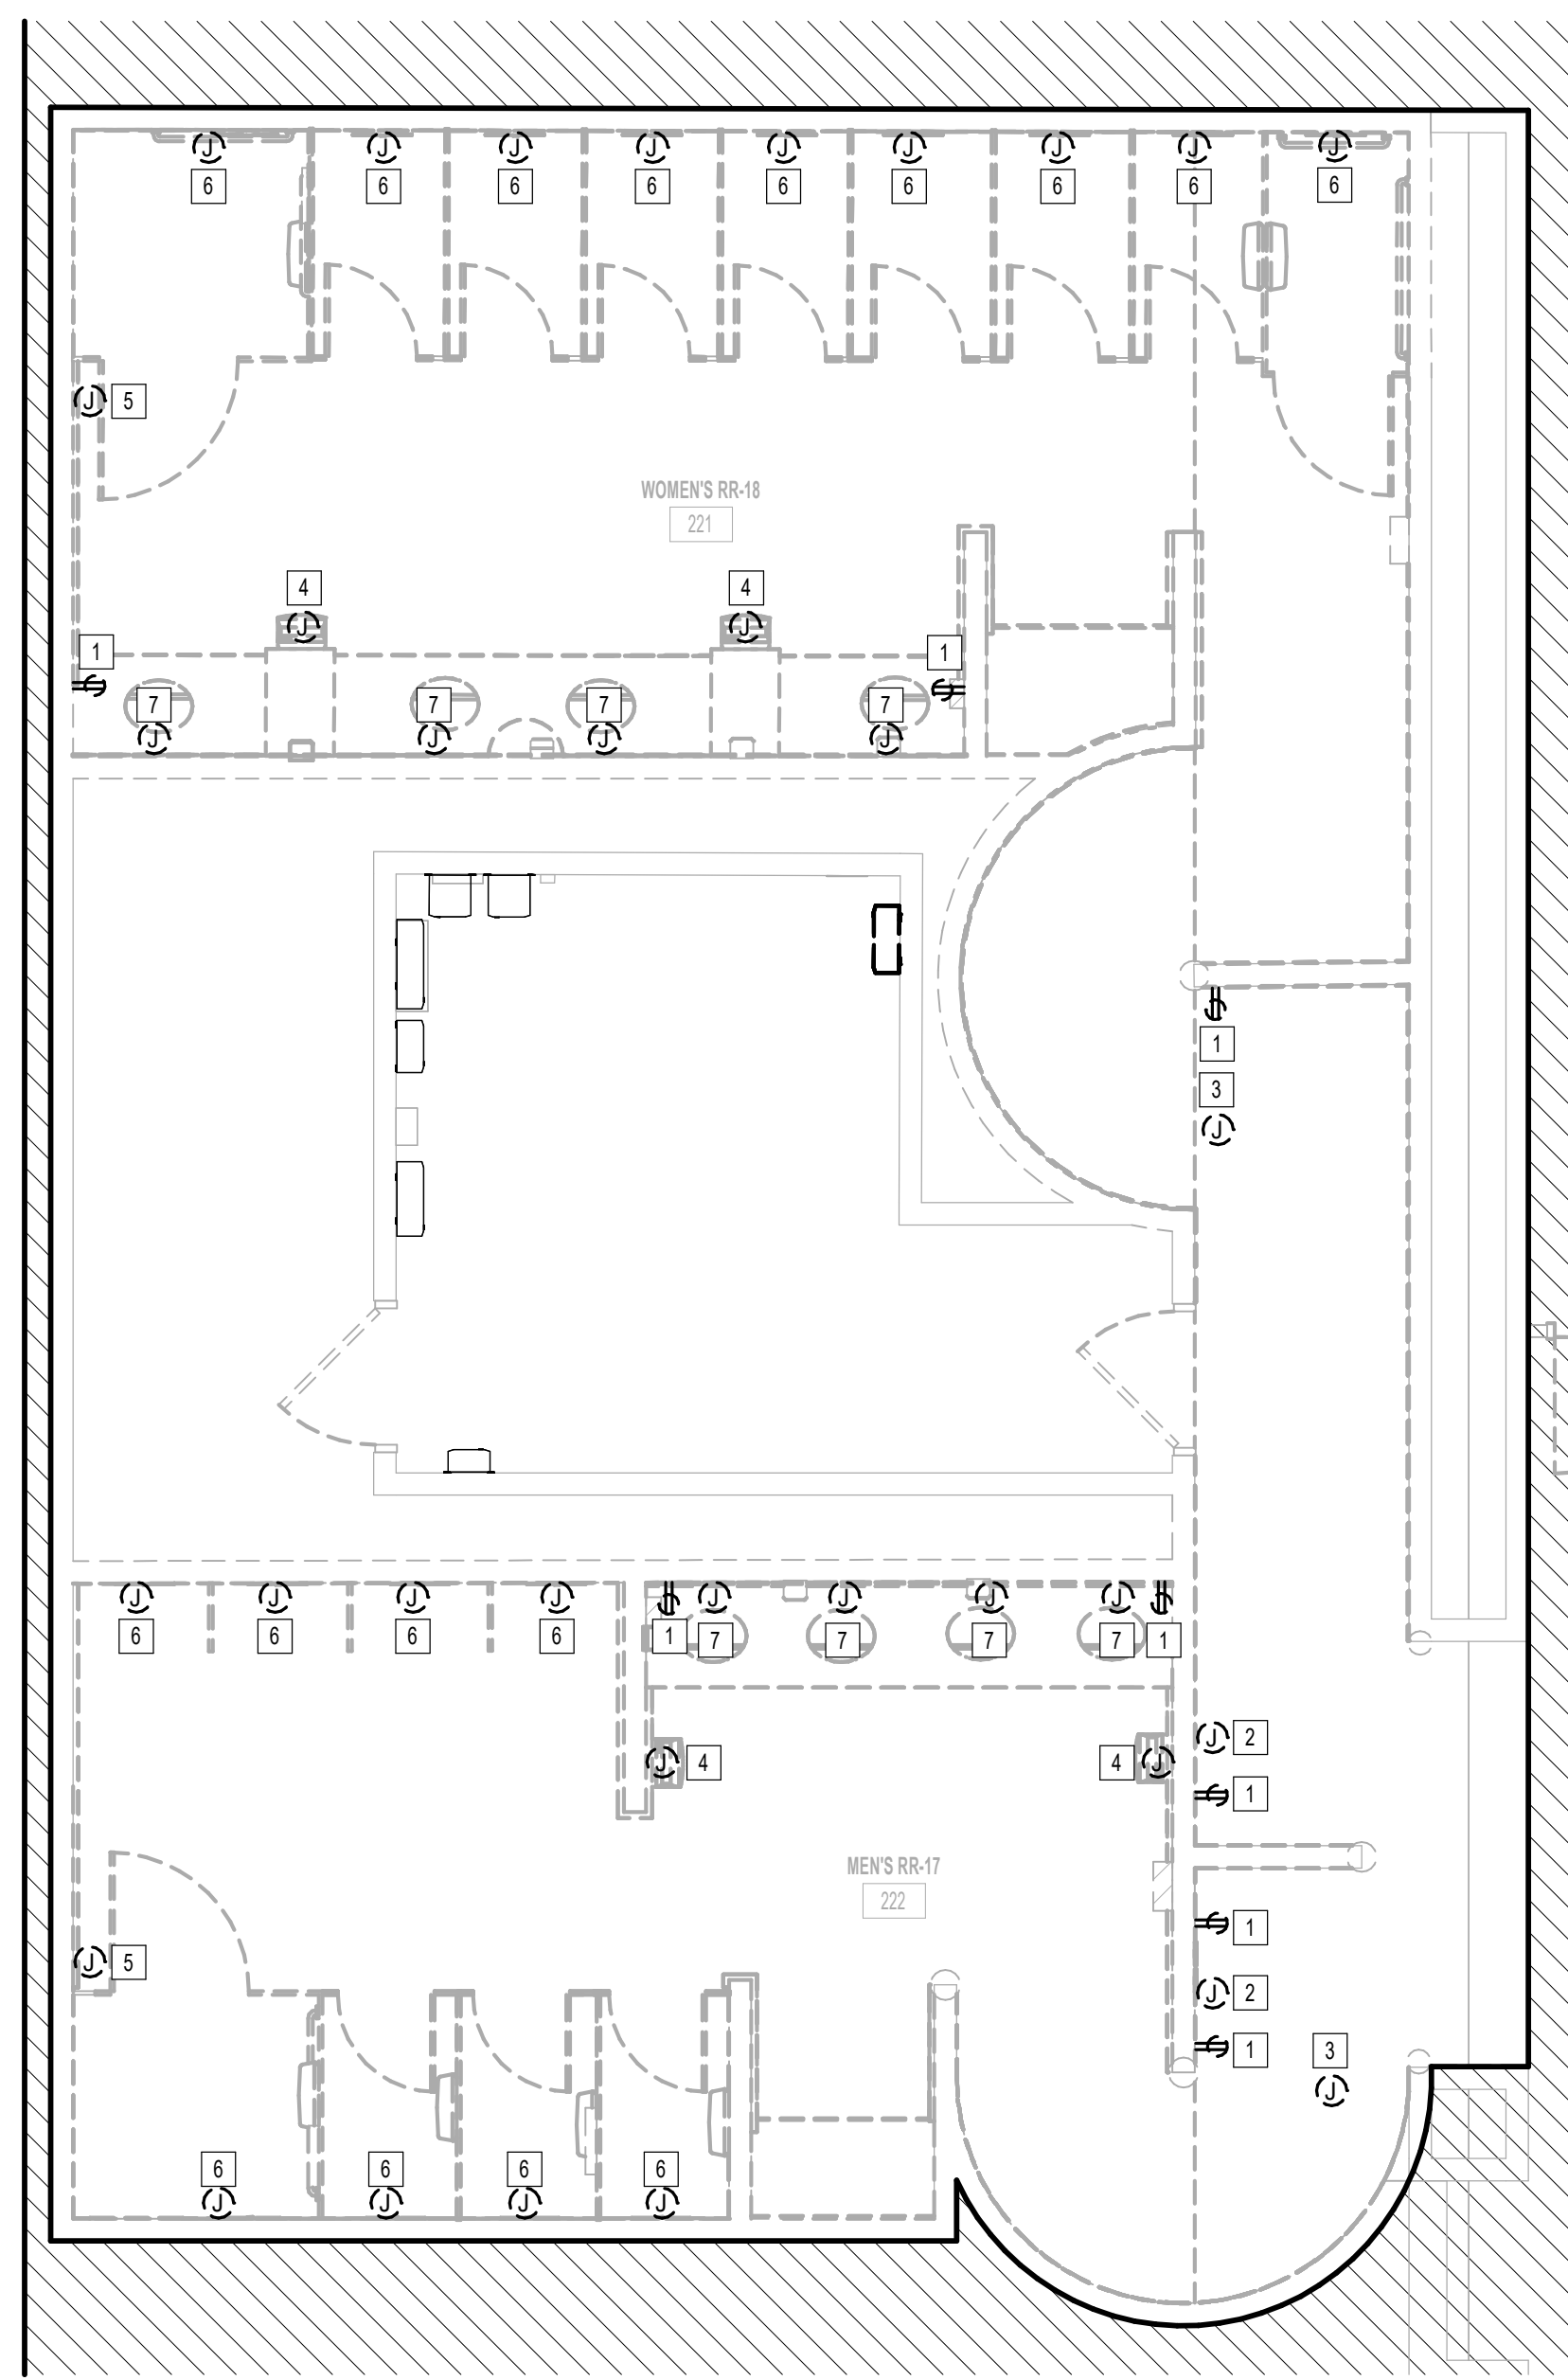 J J J J J J J J J
6 6 6 6 6 6 6 6 6
J 5
WOMEN'S RR-18
221
4 4
J J
1 1
7 7 7 7
J J J J
1
3
J
J J J J J J J J
6 6 6 6 1 7 7 7 7 1
J 2
J 4 4 J
1
MEN'S RR-17
222
1
J 5
J 2
1 3
J
6 6 6 6
J J J J